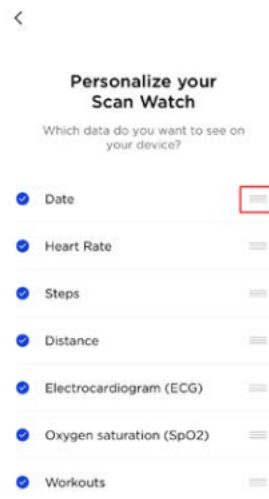 Personalize your
Scan Watch
Which data do you want to see on
your device?
Date
Heart Rate
Steps
Distance
Electrocardiogram (ECG)
Oxygen saturation (SpO2)
Workouts